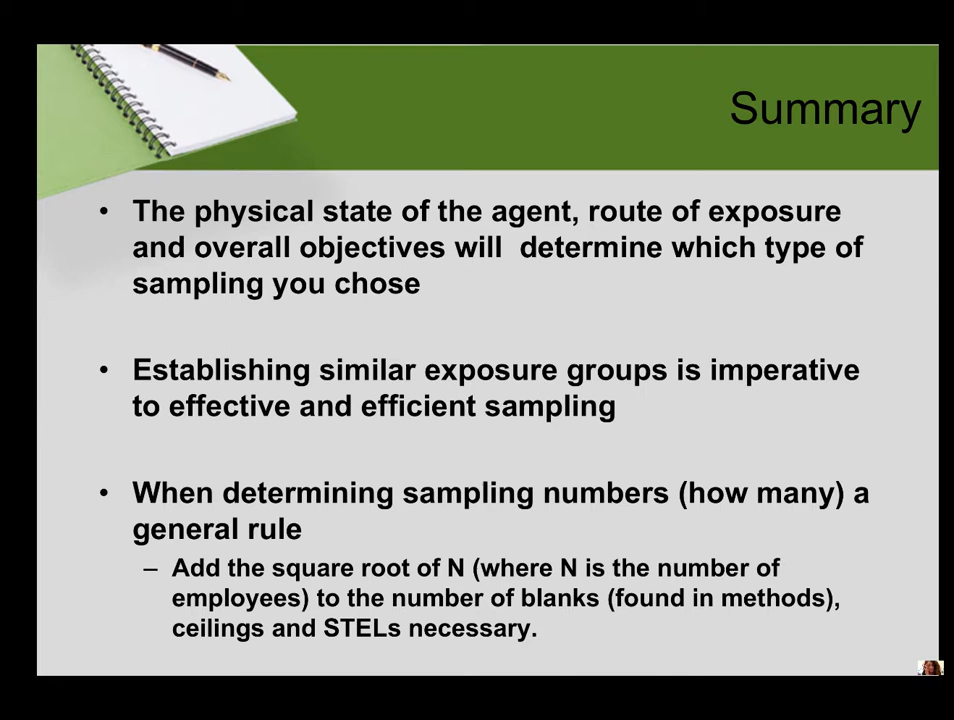 Summary
• The physical state of the agent, route of exposure
and overall objectives will  determine which type of
sampling you chose
• Establishing similar exposure groups is imperative
to effective and efficient sampling
• When determining sampling numbers (how many) a
general rule
– Add the square root of N (where N is the number of
employees) to the number of blanks (found in methods),
ceilings and STELs necessary.